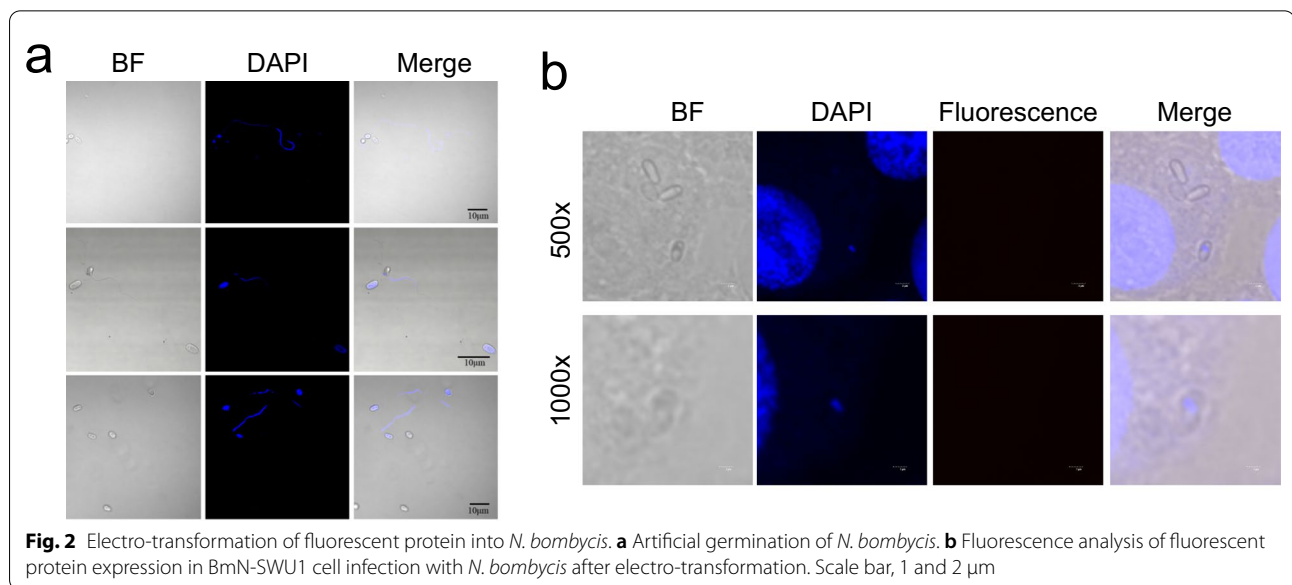 a
BF DAPI Merge
10μm
10μm
10μm
b
BF DAPI Fluorescence Merge
500x
1000x
Fig. 2 Electro-transformation of fluorescent protein into N. bombycis. a Artificial germination of N. bombycis. b Fluorescence analysis of fluorescent
protein expression in BmN-SWU1 cell infection with N. bombycis after electro-transformation. Scale bar, 1 and 2 μm